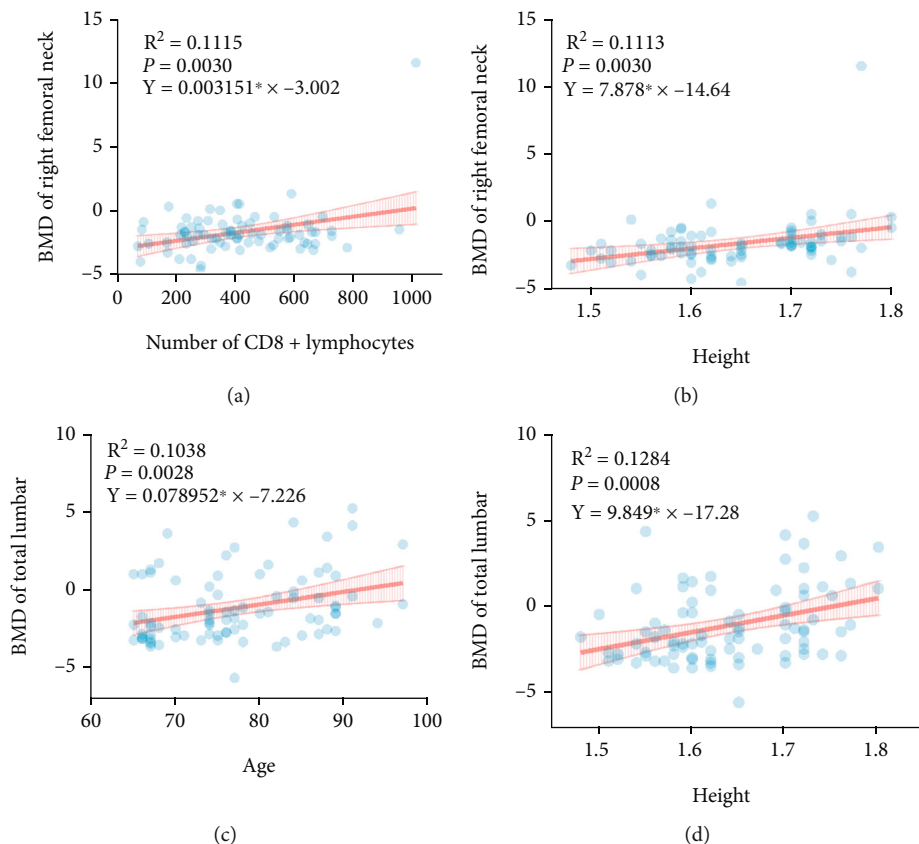 15
10
5
0
−5
BMD of right femoral neck
R² = 0.1115
P = 0.0030
Y = 0.003151* × −3.002
0 200 400 600 800 1000
Number of CD8 + lymphocytes
(a)
15
10
5
0
−5
BMD of right femoral neck
R² = 0.1113
P = 0.0030
Y = 7.878* × −14.64
1.5 1.6 1.7 1.8
Height
(b)
10
5
0
−5
BMD of total lumbar
R² = 0.1038
P = 0.0028
Y = 0.078952* × −7.226
60 70 80 90 100
Age
(c)
10
5
0
−5
BMD of total lumbar
R² = 0.1284
P = 0.0008
Y = 9.849* × −17.28
1.5 1.6 1.7 1.8
Height
(d)